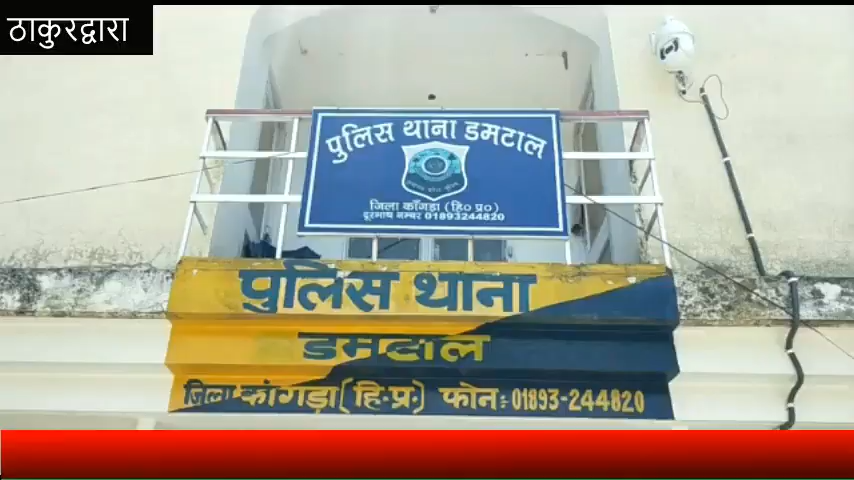 ठाकुरद्वारा
पुलिस थाना डमटाल
जिला काँगड़ा (हि० प्र०)
दूरभाष नम्बर 01893244820
पुलिस थाना
डमटाल
जिला कांगड़ा (हि.प्र.) फोन: 01893-244820